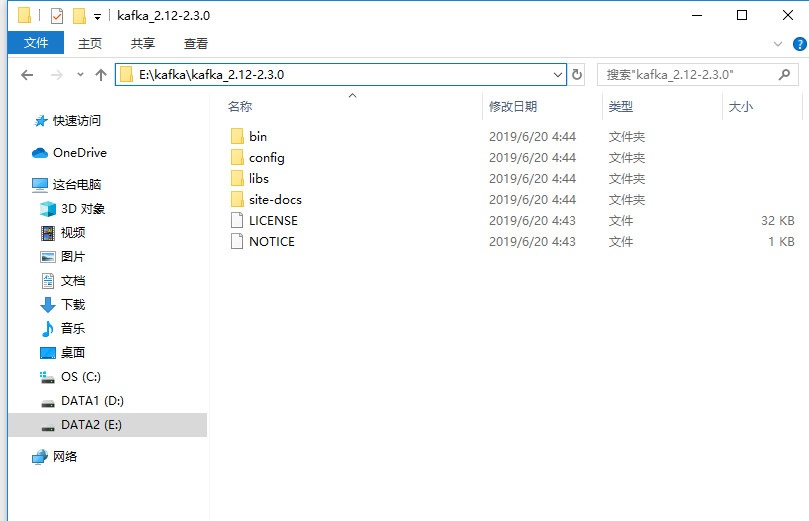 kafka_2.12-2.3.0
文件 主页 共享 查看
E:\kafka\kafka_2.12-2.3.0 搜索"kafka_2.12-2.3.0"
名称 修改日期 类型 大小
快速访问
OneDrive
这台电脑
3D 对象
视频
图片
文档
下载
音乐
桌面
OS (C:)
DATA1 (D:)
DATA2 (E:)
网络
bin 2019/6/20 4:44 文件夹
config 2019/6/20 4:44 文件夹
libs 2019/6/20 4:44 文件夹
site-docs 2019/6/20 4:44 文件夹
LICENSE 2019/6/20 4:43 文件 32 KB
NOTICE 2019/6/20 4:43 文件 1 KB